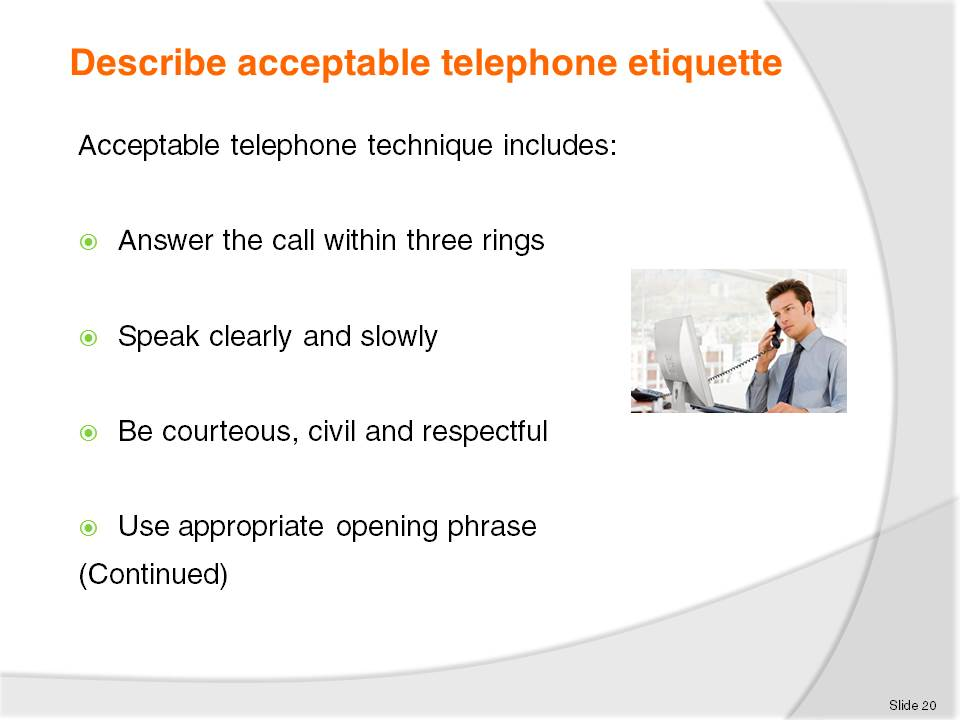 Describe acceptable telephone etiquette
Acceptable telephone technique includes:
Answer the call within three rings
Speak clearly and slowly
Be courteous, civil and respectful
Use appropriate opening phrase
(Continued)
Slide 20